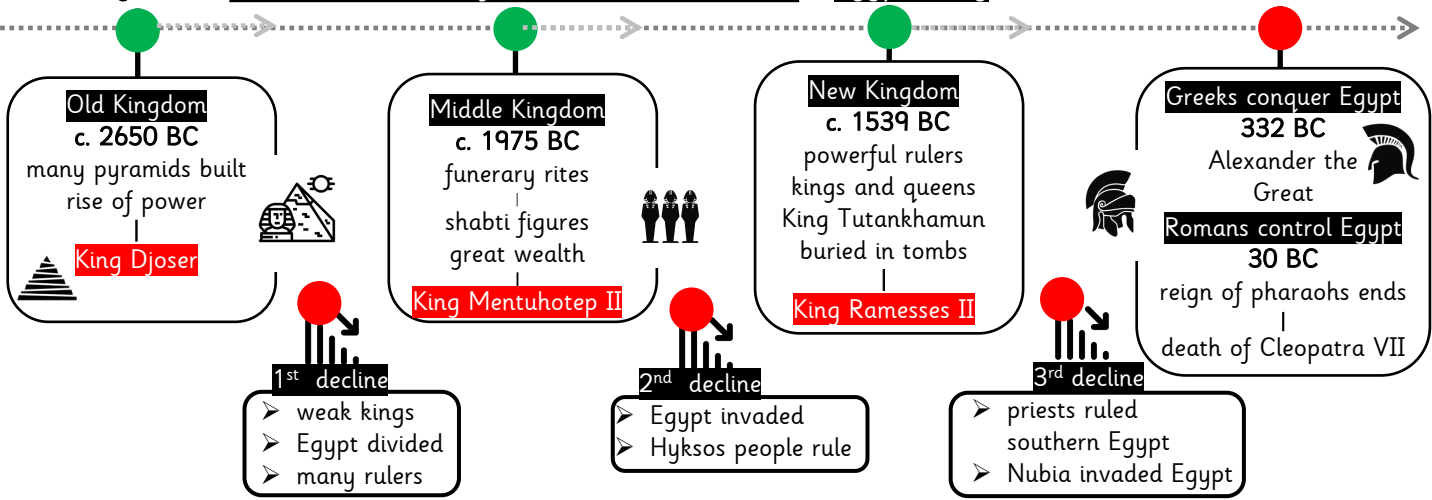 Old Kingdom
c. 2650 BC
many pyramids built
rise of power
King Djoser
1st decline
➢ weak kings
➢ Egypt divided
➢ many rulers
Middle Kingdom
c. 1975 BC
funerary rites
shabti figures
great wealth
King Mentuhotep II
2nd decline
➢ Egypt invaded
➢ Hyksos people rule
New Kingdom
c. 1539 BC
powerful rulers
kings and queens
King Tutankhamun
buried in tombs
King Ramesses II
3rd decline
➢ priests ruled
southern Egypt
➢ Nubia invaded Egypt
Greeks conquer Egypt
332 BC
Alexander the
Great
Romans control Egypt
30 BC
reign of pharaohs ends
death of Cleopatra VII